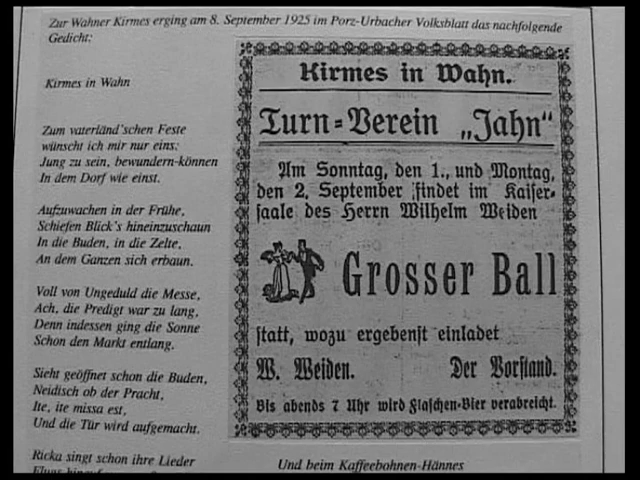 Zur Wahner Kirmes erging am 8. September 1925 im Porz-Urbacher Volksblatt das nachfolgende
Gedicht:
Kirmes in Wahn
Zum vaterländ'schen Feste
wünscht ich mir nur eins:
Jung zu sein, bewundern-können
In dem Dorf wie einst.
Aufzuwachen in der Frühe,
Schiefen Blick's hineinzuschaun
In die Buden, in die Zelte,
An dem Ganzen sich erbaun.
Voll von Ungeduld die Messe,
Ach, die Predigt war zu lang,
Denn indessen ging die Sonne
Schon den Markt entlang.
Sieht geöffnet schon die Buden,
Neidisch ob der Pracht,
Ite, ite missa est,
Und die Tür wird aufgemacht.
Ricka singt schon ihre Lieder
Kirmes in Wahn.
Turn-Verein „Jahn“
Am Sonntag, den 1., und Montag,
den 2. September findet im Kaiser-
saale des Herrn Wilhelm Weiden
Grosser Ball
statt, wozu ergebenst einladet
W. Weiden. Der Vorstand.
Bis abends 7 Uhr wird Flaschen-Bier verabreicht.
Und beim Kaffeebohnen-Hännes